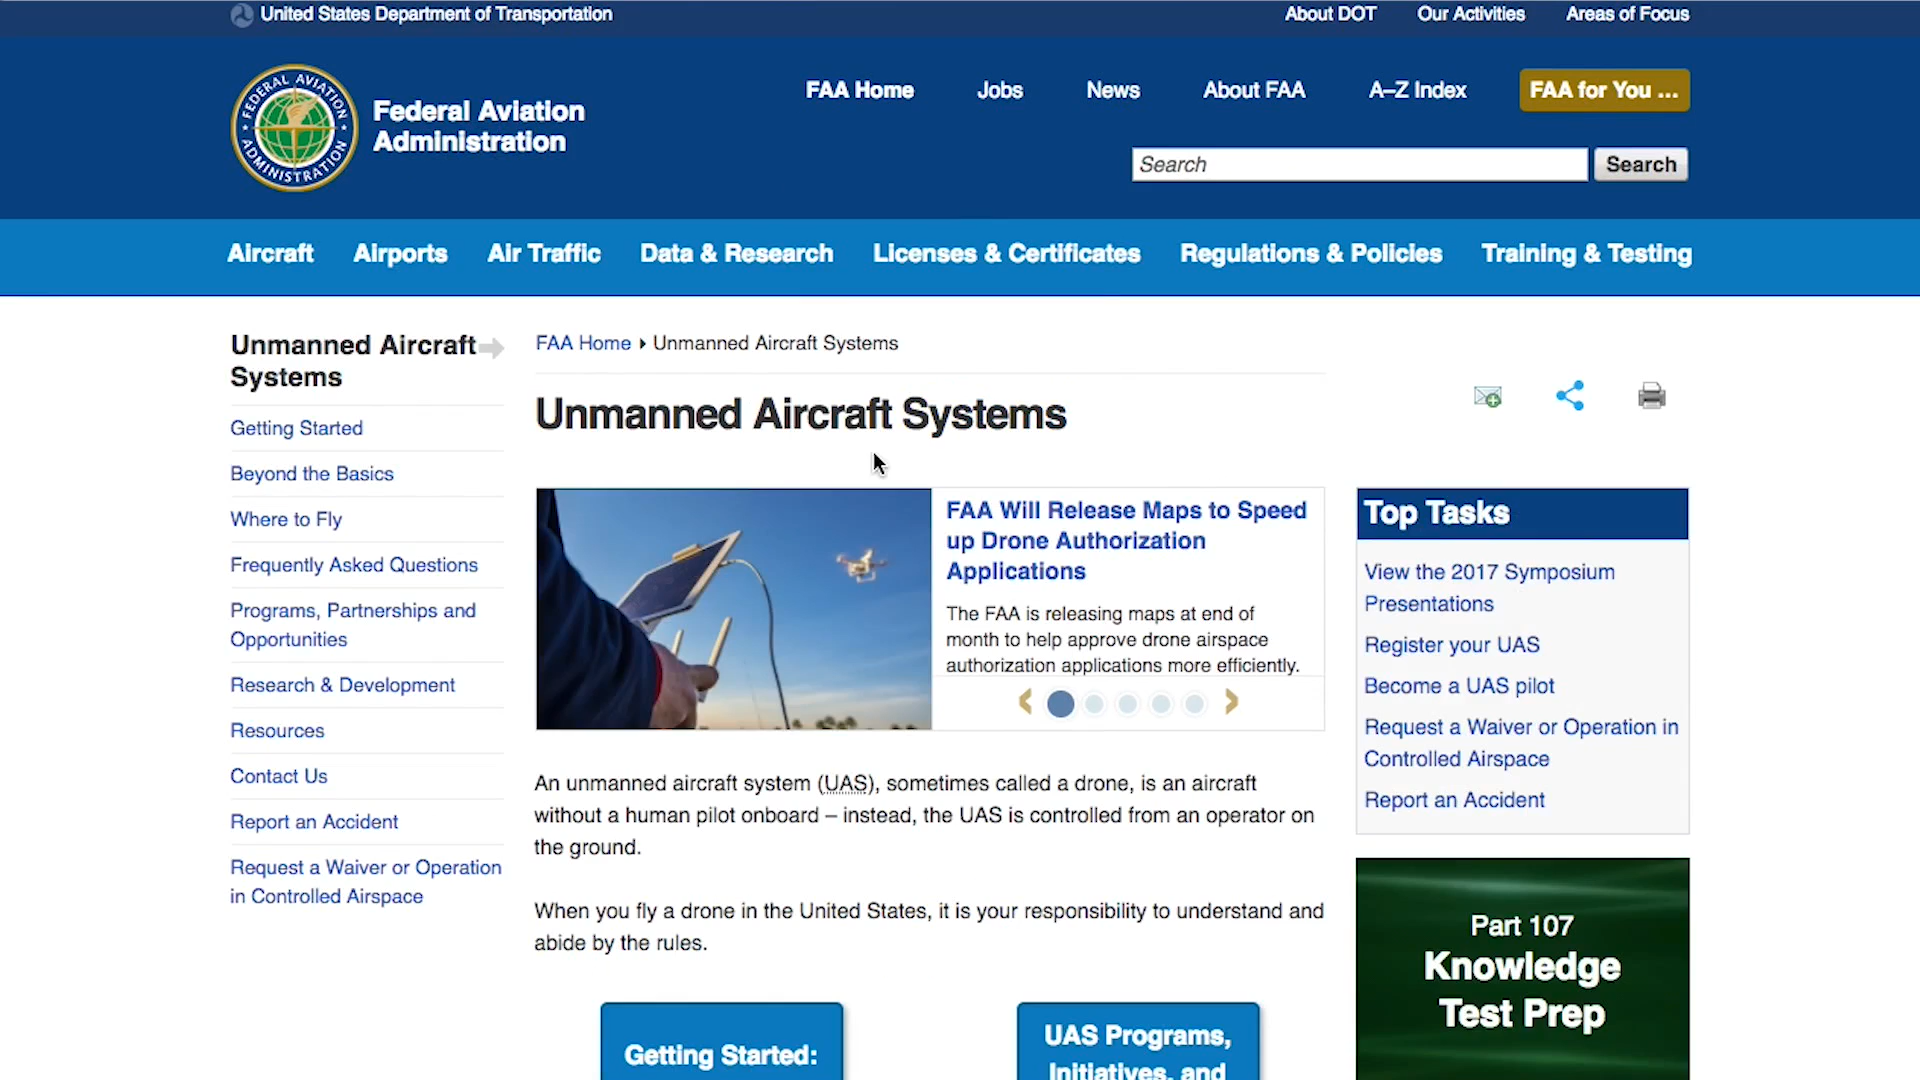 United States Department of Transportation
About DOT
Our Activities
Areas of Focus
FEDERAL AVIATION ADMINISTRATION
Federal Aviation
Administration
FAA Home
Jobs
News
About FAA
A–Z Index
FAA for You ...
Search
Search
Aircraft
Airports
Air Traffic
Data & Research
Licenses & Certificates
Regulations & Policies
Training & Testing
Unmanned Aircraft
Systems
Getting Started
Beyond the Basics
Where to Fly
Frequently Asked Questions
Programs, Partnerships and
Opportunities
Research & Development
Resources
Contact Us
Report an Accident
Request a Waiver or Operation
in Controlled Airspace
FAA Home
Unmanned Aircraft Systems
Unmanned Aircraft Systems
FAA Will Release Maps to Speed
up Drone Authorization
Applications
The FAA is releasing maps at end of
month to help approve drone airspace
authorization applications more efficiently.
An unmanned aircraft system (UAS), sometimes called a drone, is an aircraft
without a human pilot onboard – instead, the UAS is controlled from an operator on
the ground.
When you fly a drone in the United States, it is your responsibility to understand and
abide by the rules.
Getting Started:
UAS Programs,
Initiatives, and
Top Tasks
View the 2017 Symposium
Presentations
Register your UAS
Become a UAS pilot
Request a Waiver or Operation in
Controlled Airspace
Report an Accident
Part 107
Knowledge
Test Prep